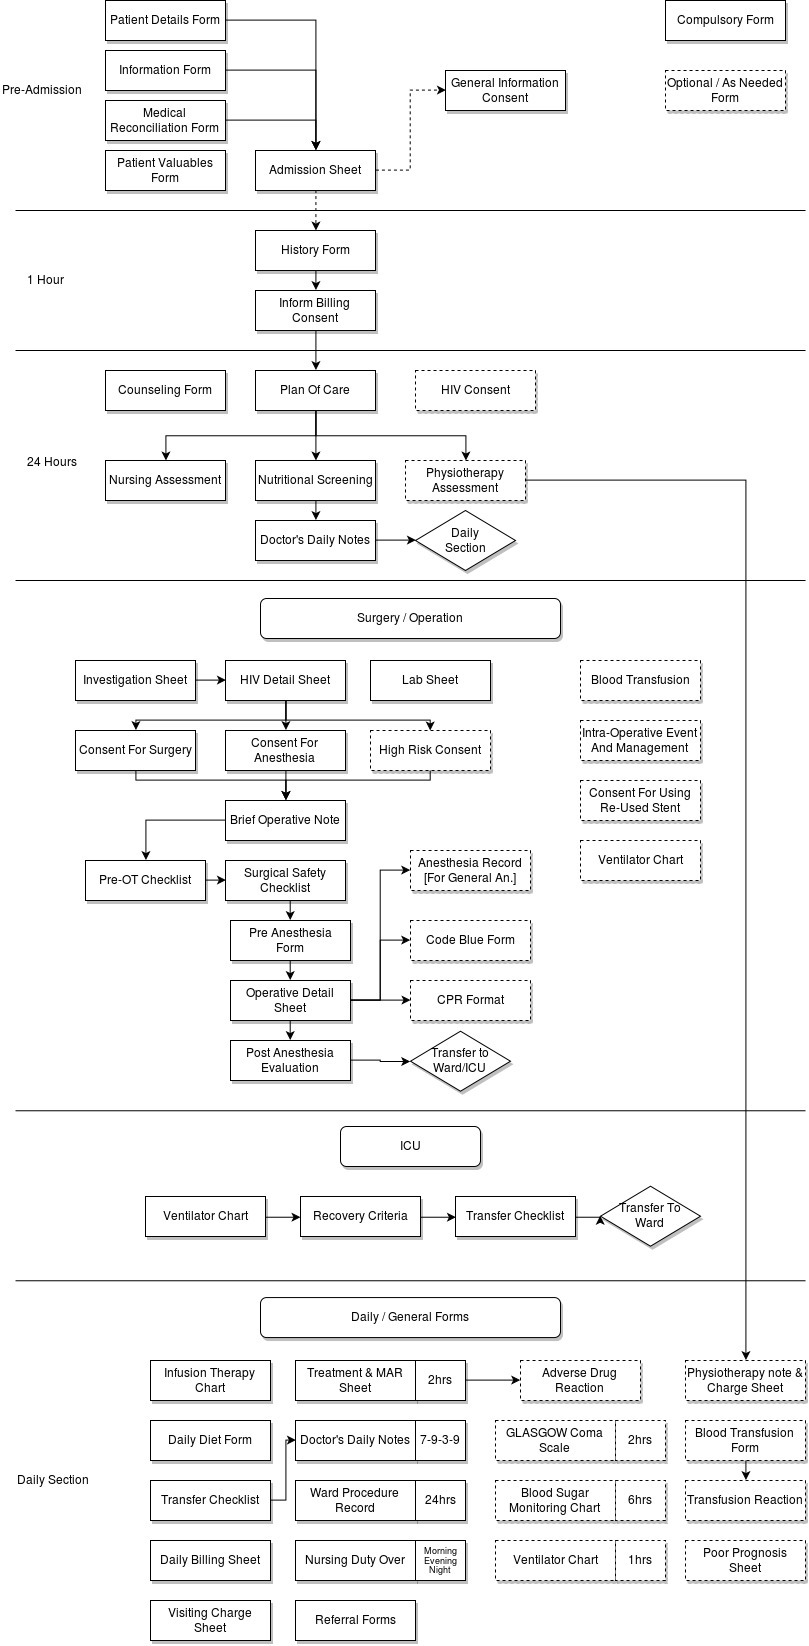 Patient Details Form
Compulsory Form
Information Form
Pre-Admission
General Information
Consent
Optional / As Needed
Form
Medical
Reconciliation Form
Patient Valuables
Form
Admission Sheet
1 Hour
History Form
Inform Billing
Consent
24 Hours
Counseling Form
Plan Of Care
HIV Consent
Nursing Assessment
Nutritional Screening
Physiotherapy
Assessment
Doctor's Daily Notes
Daily
Section
Surgery / Operation
Investigation Sheet
HIV Detail Sheet
Lab Sheet
Blood Transfusion
Consent For Surgery
Consent For
Anesthesia
High Risk Consent
Intra-Operative Event
And Management
Consent For Using
Re-Used Stent
Brief Operative Note
Ventilator Chart
Pre-OT Checklist
Surgical Safety
Checklist
Anesthesia Record
[For General An.]
Pre Anesthesia
Form
Code Blue Form
Operative Detail
Sheet
CPR Format
Post Anesthesia
Evaluation
Transfer to
Ward/ICU
ICU
Ventilator Chart
Recovery Criteria
Transfer Checklist
Transfer To
Ward
Daily / General Forms
Daily Section
Infusion Therapy
Chart
Treatment & MAR
Sheet
2hrs
Adverse Drug
Reaction
Physiotherapy note &
Charge Sheet
Daily Diet Form
Doctor's Daily Notes
7-9-3-9
GLASGOW Coma
Scale
2hrs
Blood Transfusion
Form
Transfer Checklist
Ward Procedure
Record
24hrs
Blood Sugar
Monitoring Chart
6hrs
Transfusion Reaction
Daily Billing Sheet
Nursing Duty Over
Morning
Evening
Night
Ventilator Chart
1hrs
Poor Prognosis
Sheet
Visiting Charge
Sheet
Referral Forms